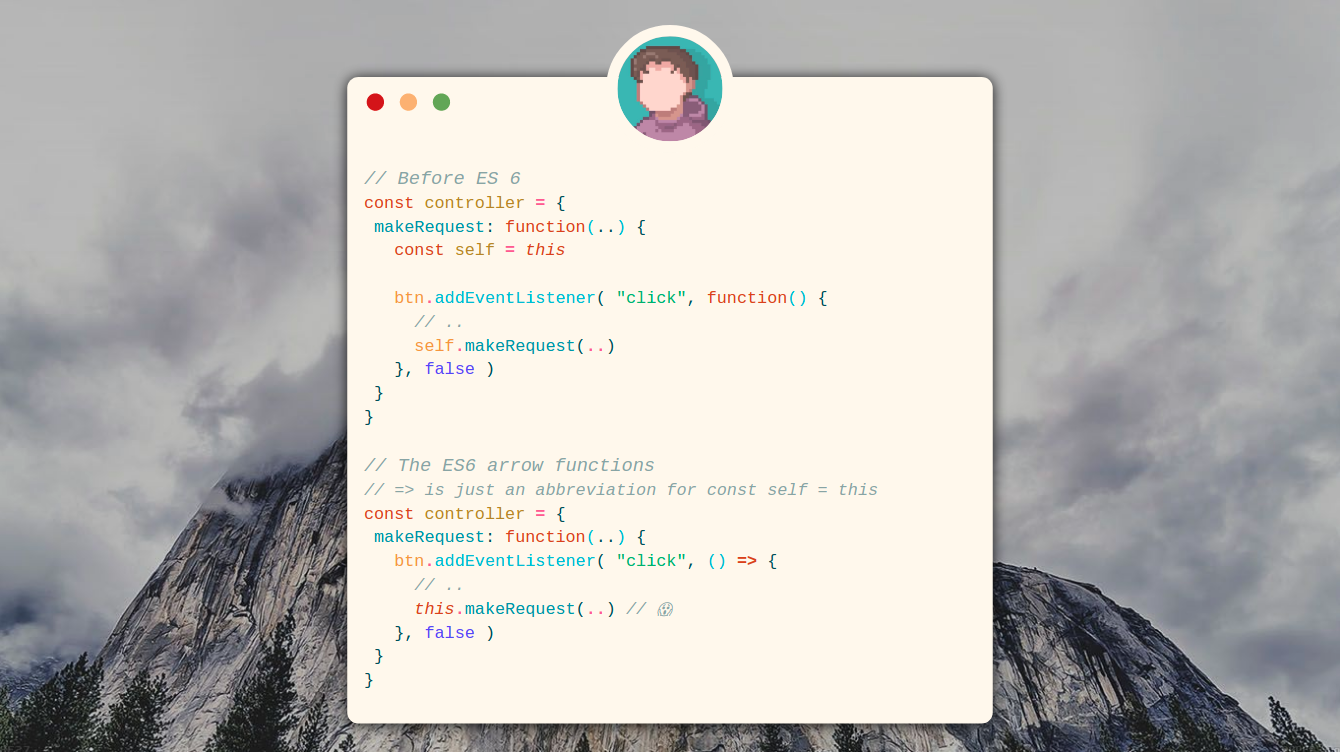 // Before ES 6
const controller = {
 makeRequest: function(..) {
   const self = this

   btn.addEventListener( "click", function() {
     // ..
     self.makeRequest(..)
   }, false )
 }
}

// The ES6 arrow functions
// => is just an abbreviation for const self = this
const controller = {
 makeRequest: function(..) {
   btn.addEventListener( "click", () => {
     // ..
     this.makeRequest(..) // 😱
   }, false )
 }
}